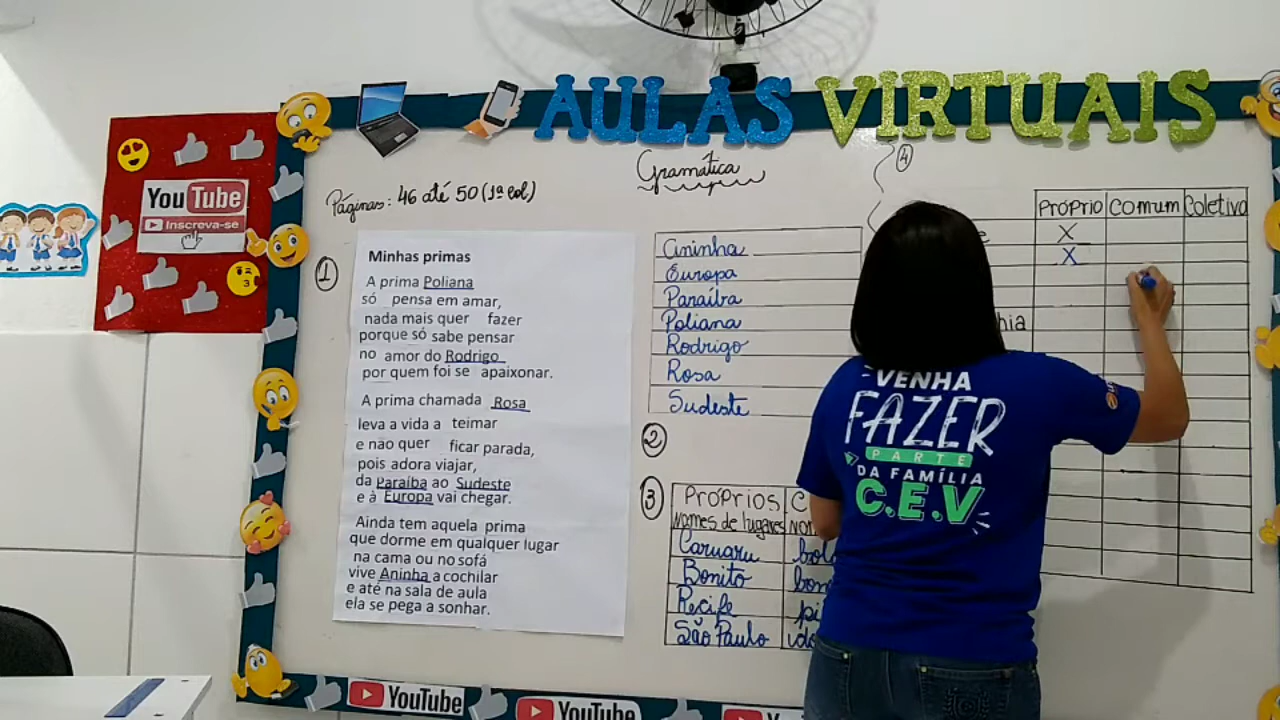 AULAS VIRTUAIS
YouTube
Inscreva-se
Gramática
Páginas: 46 até 50 (1ª col)
1
Minhas primas
A prima Poliana
só pensa em amar,
nada mais quer fazer
porque só sabe pensar
no amor do Rodrigo
por quem foi se apaixonar.
A prima chamada Rosa
leva a vida a teimar
e não quer ficar parada,
pois adora viajar,
da Paraíba ao Sudeste
e à Europa vai chegar.
Ainda tem aquela prima
que dorme em qualquer lugar
na cama ou no sofá
vive Aninha a cochilar
e até na sala de aula
ela se pega a sonhar.
Aninha
Europa
Paraíba
Poliana
Rodrigo
Rosa
Sudeste
2
3
Próprios
Nomes de lugares
Caruaru
Bonito
Recife
São Paulo
4
Próprio Comum Coletivo
X
X
VENHA
FAZER
PARTE
DA FAMÍLIA
C.E.V
YouTube
YouTube